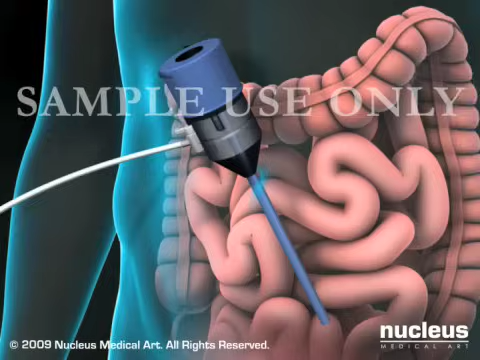 SAMPLE USE ONLY
nucleus
MEDICAL ART
© 2009 Nucleus Medical Art. All Rights Reserved.